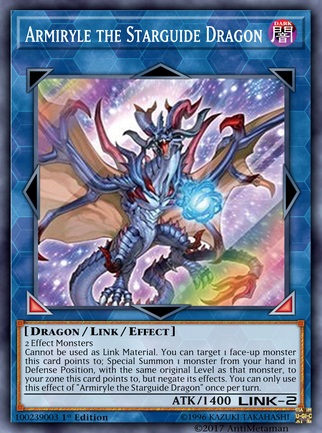 Armiryle the Starguide Dragon
DARK
闇
[Dragon / Link / Effect]
2 Effect Monsters
Cannot be used as Link Material. You can target 1 face-up monster
this card points to; Special Summon 1 monster from your hand in
Defense Position, with the same original Level as that monster, to
your zone this card points to, but negate its effects. You can only use
this effect of "Armiryle the Starguide Dragon" once per turn.
ATK/1400 LINK-2
ID0239003 1st Edition ©1996 KAZUKI TAKAHASHI
©2017 AntiMetaman